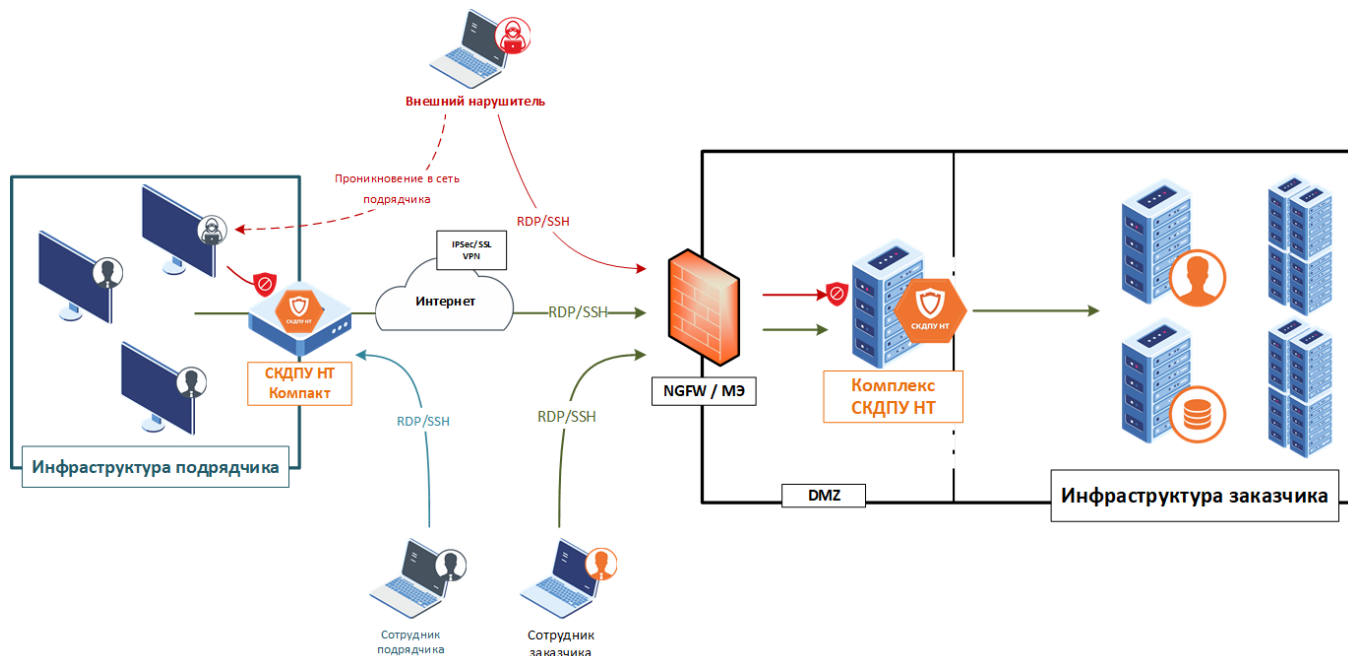 Внешний нарушитель
Проникновение в сеть
подрядчика
RDP/SSH
IPSec/SSL
VPN
Интернет
RDP/SSH
СКДПУ НТ
СКДПУ НТ
Компакт
Инфраструктура подрядчика
RDP/SSH
RDP/SSH
NGFW / МЭ
СКДПУ НТ
Комплекс
СКДПУ НТ
DMZ
Инфраструктура заказчика
Сотрудник
подрядчика
Сотрудник
заказчика